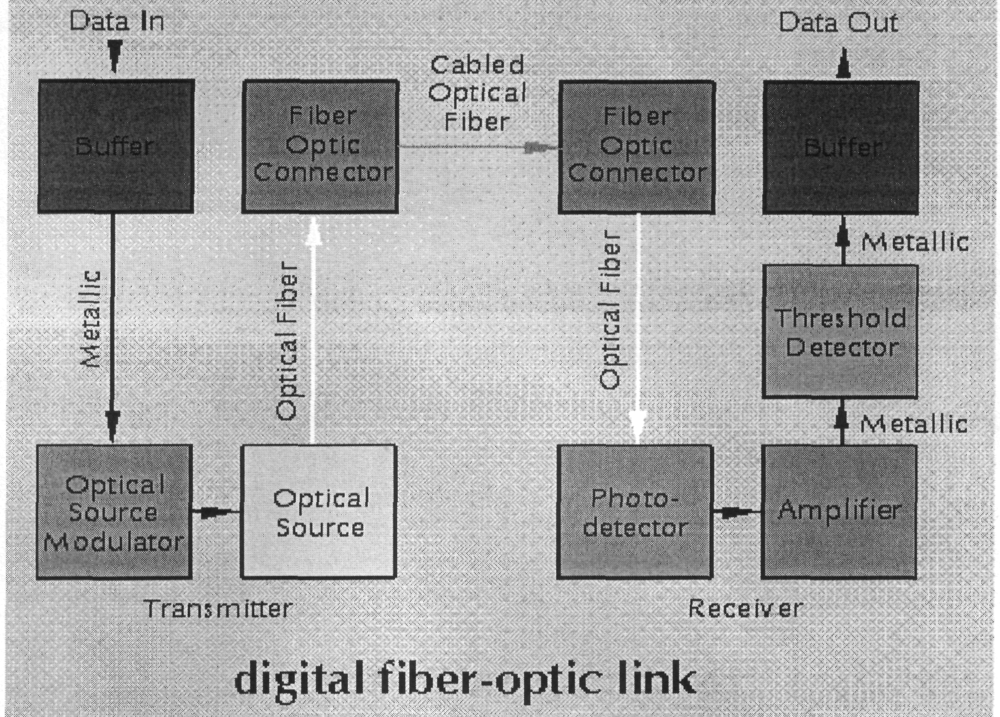 Data In
Data Out
Cabled
Optical
Fiber
Buffer
Fiber
Optic
Connector
Fiber
Optic
Connector
Buffer
Metallic
Optical Fiber
Optical Fiber
Metallic
Threshold
Detector
Metallic
Optical
Source
Modulator
Optical
Source
Photo-
detector
Amplifier
Transmitter
Receiver
digital fiber-optic link